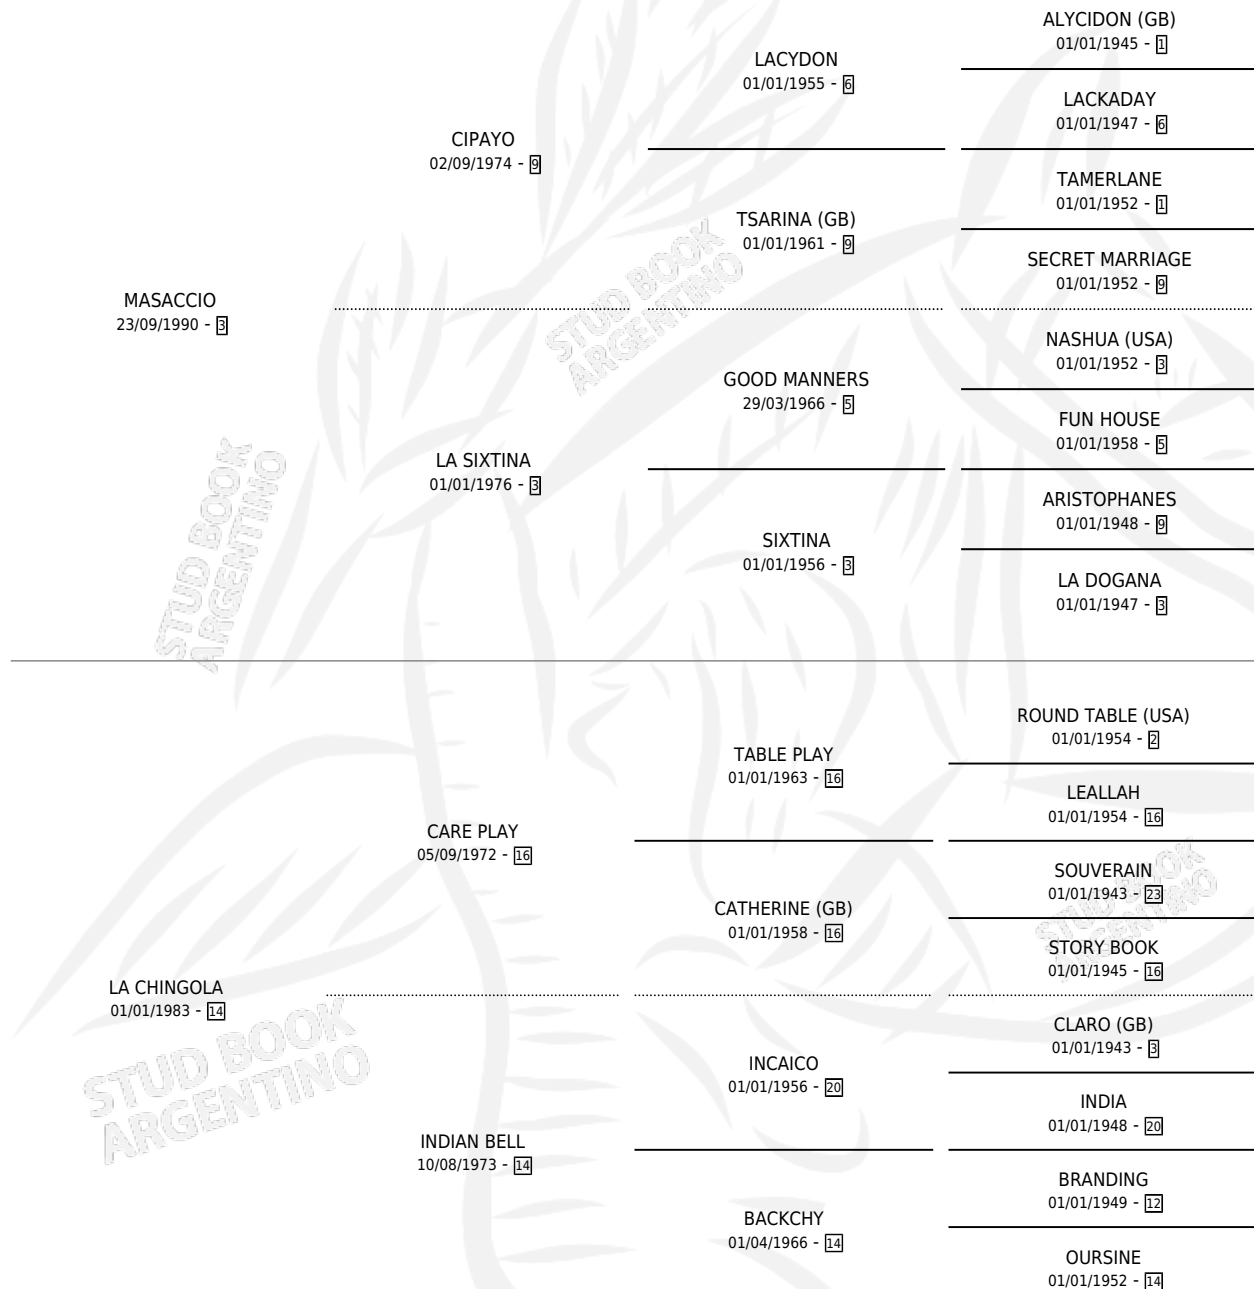 ALYCIDON (GB)
01/01/1945 - 1
LACYDON
01/01/1955 - 6
LACKADAY
01/01/1947 - 6
CIPAYO
02/09/1974 - 9
TAMERLANE
01/01/1952 - 1
TSARINA (GB)
01/01/1961 - 9
SECRET MARRIAGE
01/01/1952 - 9
MASACCIO
23/09/1990 - 3
NASHUA (USA)
01/01/1952 - 3
GOOD MANNERS
29/03/1966 - 5
FUN HOUSE
01/01/1958 - 5
LA SIXTINA
01/01/1976 - 3
ARISTOPHANES
01/01/1948 - 9
SIXTINA
01/01/1956 - 3
LA DOGANA
01/01/1947 - 3
STUD BOOK
ARGENTINO
STUD BOOK
ARGENTINO
ROUND TABLE (USA)
01/01/1954 - 2
TABLE PLAY
01/01/1963 - 16
LEALLAH
01/01/1954 - 16
CARE PLAY
05/09/1972 - 16
SOUVERAIN
01/01/1943 - 23
CATHERINE (GB)
01/01/1958 - 16
STORY BOOK
01/01/1945 - 16
LA CHINGOLA
01/01/1983 - 14
CLARO (GB)
01/01/1943 - 3
INCAICO
01/01/1956 - 20
INDIA
01/01/1948 - 20
INDIAN BELL
10/08/1973 - 14
BRANDING
01/01/1949 - 12
BACKCHY
01/04/1966 - 14
OURSINE
01/01/1952 - 14
STUD BOOK
ARGENTINO
STUD BOOK
ARGENTINO